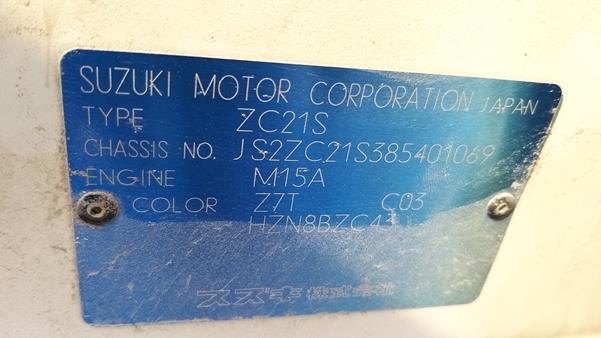 SUZUKI MOTOR CORPORATION JAPAN
TYPE ZC21S
CHASSIS NO. JS2ZC21S385401069
ENGINE M15A
COLOR Z7T C03
HZN8BZC43
スズキ株式会社